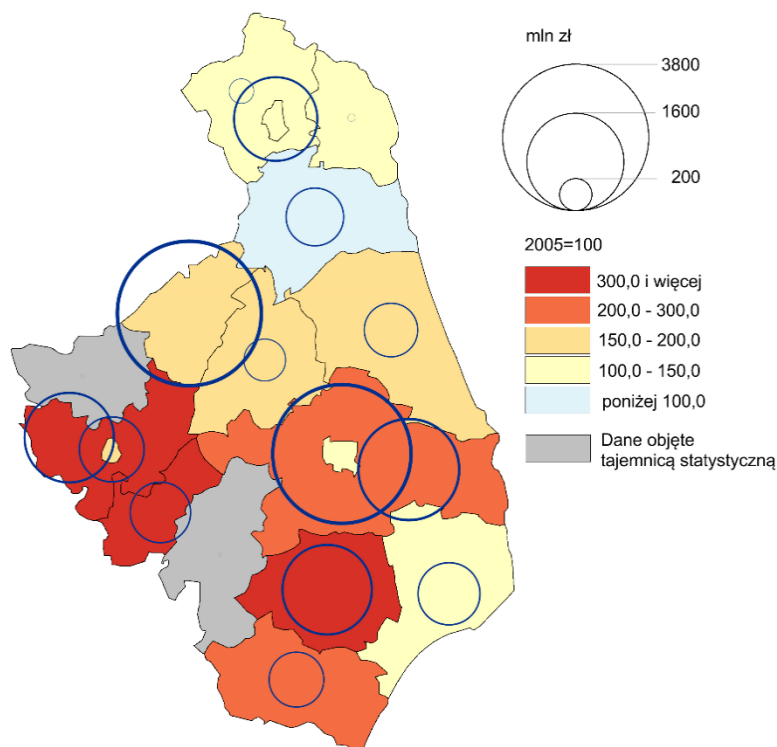 mln zł
3800
1600
200
2005=100
300,0 i więcej
200,0 - 300,0
150,0 - 200,0
100,0 - 150,0
poniżej 100,0
Dane objęte
tajemnicą statystyczną